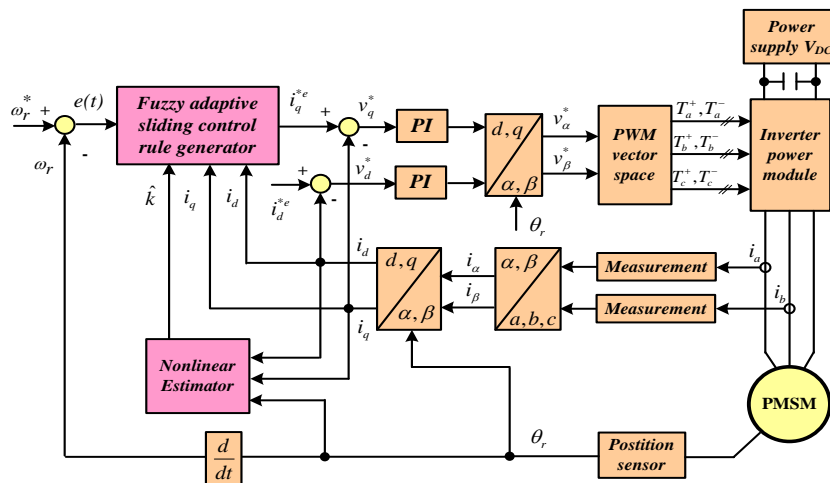 Power
supply V_DC
ω_r^* + e(t)
-
ω_r
Fuzzy adaptive
sliding control
rule generator
i_q^{*e}
+
-
v_q^*
PI
d, q
α, β
v_α^*
v_β^*
PWM
vector
space
T_a^+, T_a^-
T_b^+, T_b^-
T_c^+, T_c^-
Inverter
power
module
+
-
i_d^{*e}
v_d^*
PI
θ_r
k̂
i_q
i_d
i_d
i_q
d, q
α, β
i_α
i_β
α, β
a, b, c
Measurement
i_a
Measurement
i_b
Nonlinear
Estimator
PMSM
d
dt
θ_r
Postition
sensor